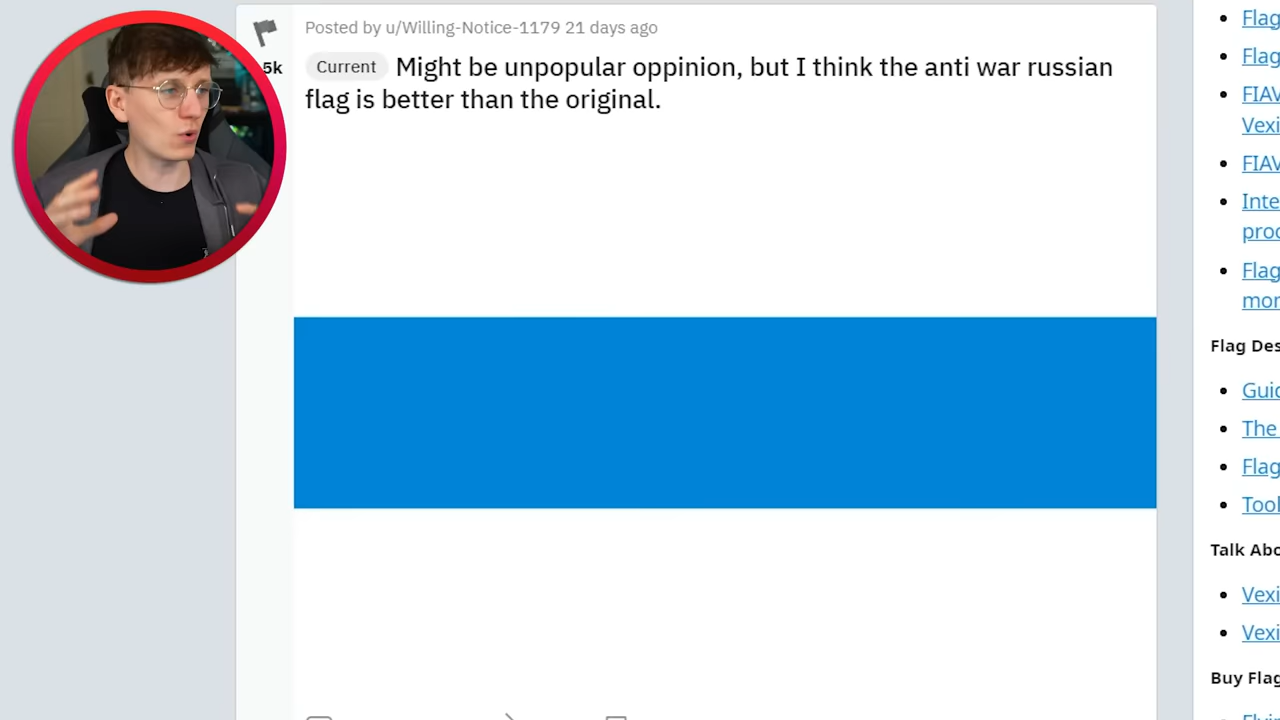 Posted by u/Willing-Notice-1179 21 days ago
5k
Current Might be unpopular oppinion, but I think the anti war russian
flag is better than the original.
Flag
Flag
FIAV
Vexi
FIAV
Inte
proc
Flag
mor
Flag Des
Guid
The
Flag
Tool
Talk Abo
Vexi
Vexi
Buy Flag